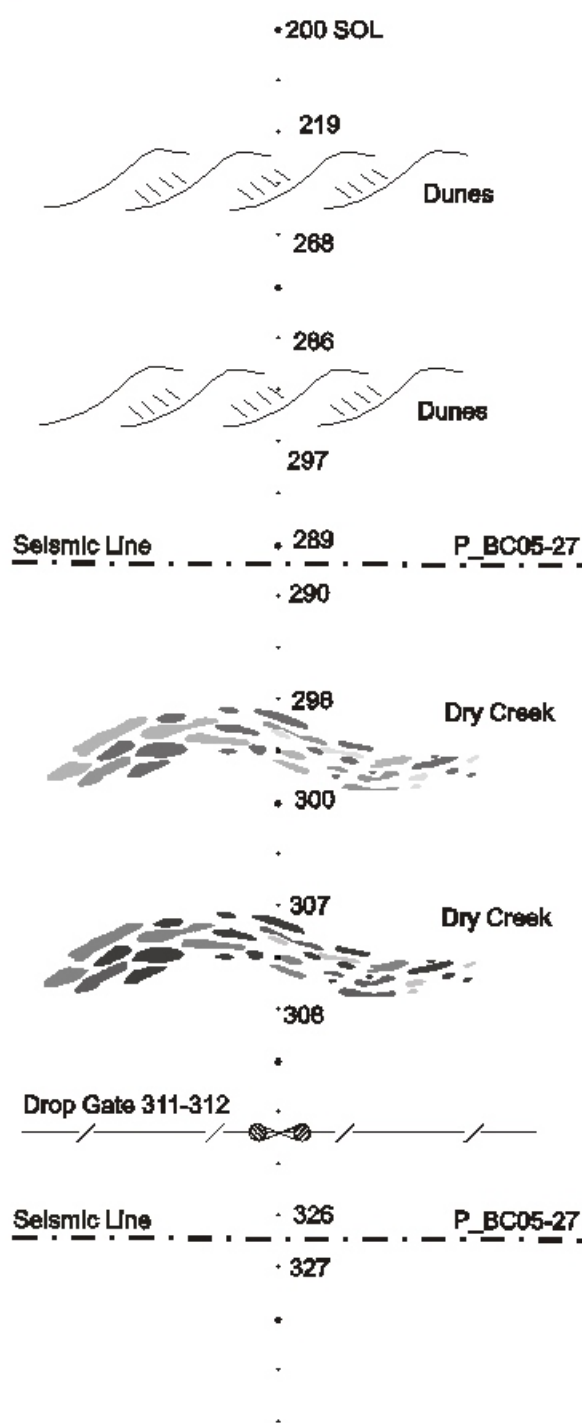 200 SOL
219
Dunes
268
286
Dunes
297
Seismic Line 289 P_BC05-27
290
298
Dry Creek
300
307
Dry Creek
308
Drop Gate 311-312
326
Seismic Line P_BC05-27
327